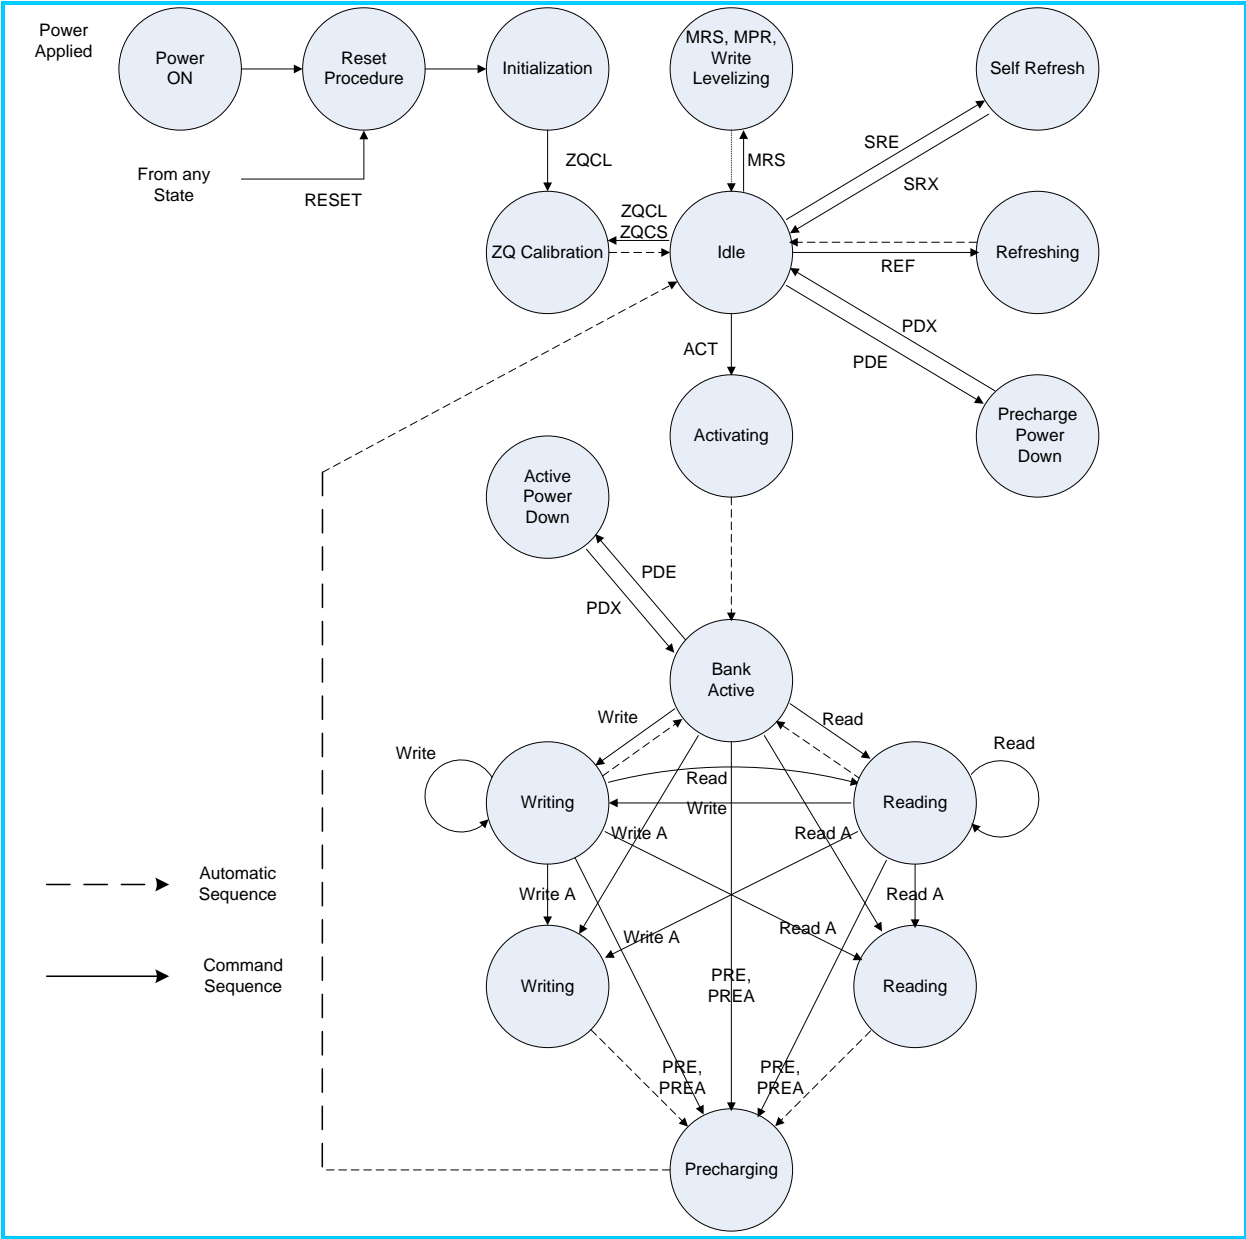 Power
Applied
Power
ON
Reset
Procedure
Initialization
MRS, MPR,
Write
Levelizing
Self Refresh
From any
State
RESET
ZQCL
MRS
SRE
SRX
ZQCL
ZQCS
ZQ Calibration
Idle
REF
Refreshing
PDX
PDE
ACT
Activating
Precharge
Power
Down
Active
Power
Down
PDE
PDX
Bank
Active
Write
Read
Write
Read
Writing
Read
Write
Reading
Write A
Read A
Automatic
Sequence
Write A
Read A
Write A
Read A
Command
Sequence
Writing
PRE,
PREA
Reading
PRE,
PREA
PRE,
PREA
Precharging